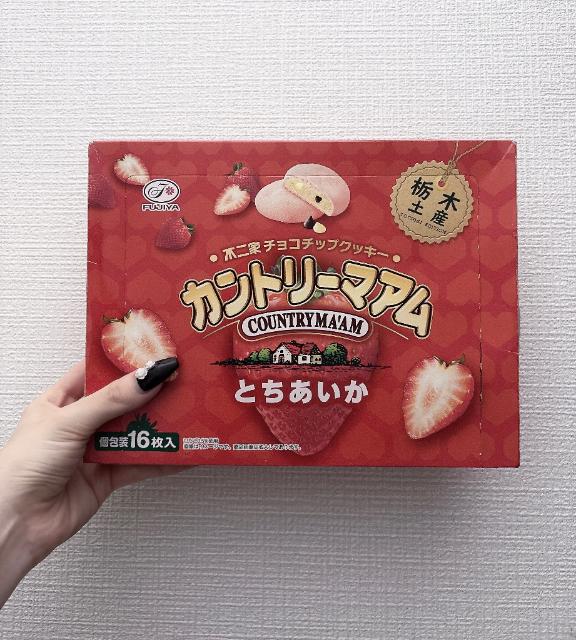 FUJIYA
栃木
土産
不二家 チョコチップクッキー
カントリーマアム
COUNTRY MA'AM
とちあいか
個包装16枚入